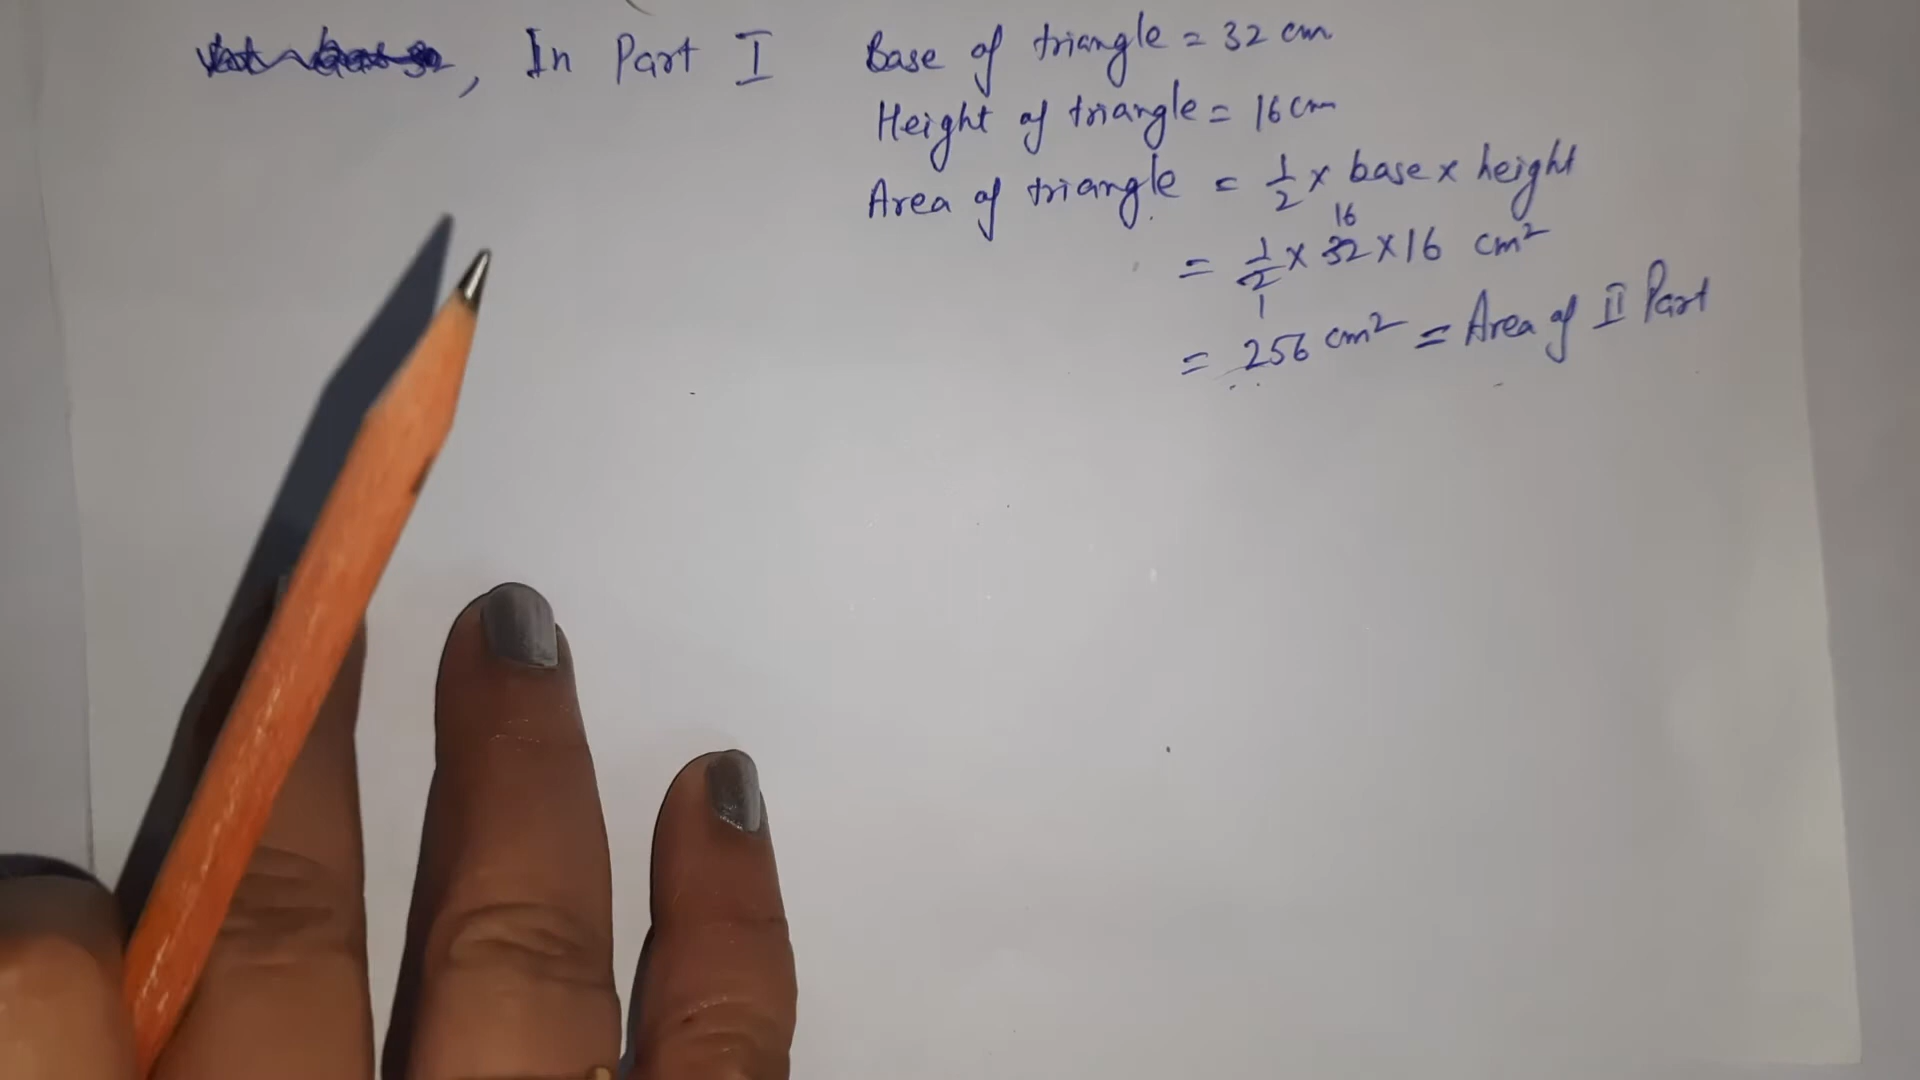 , In Part I Base of triangle = 32 cm
Height of triangle = 16 cm
Area of triangle = 1/2 x base x height
= 1/2 x 32 x 16 cm²
16
1
= 256 cm² = Area of II Part